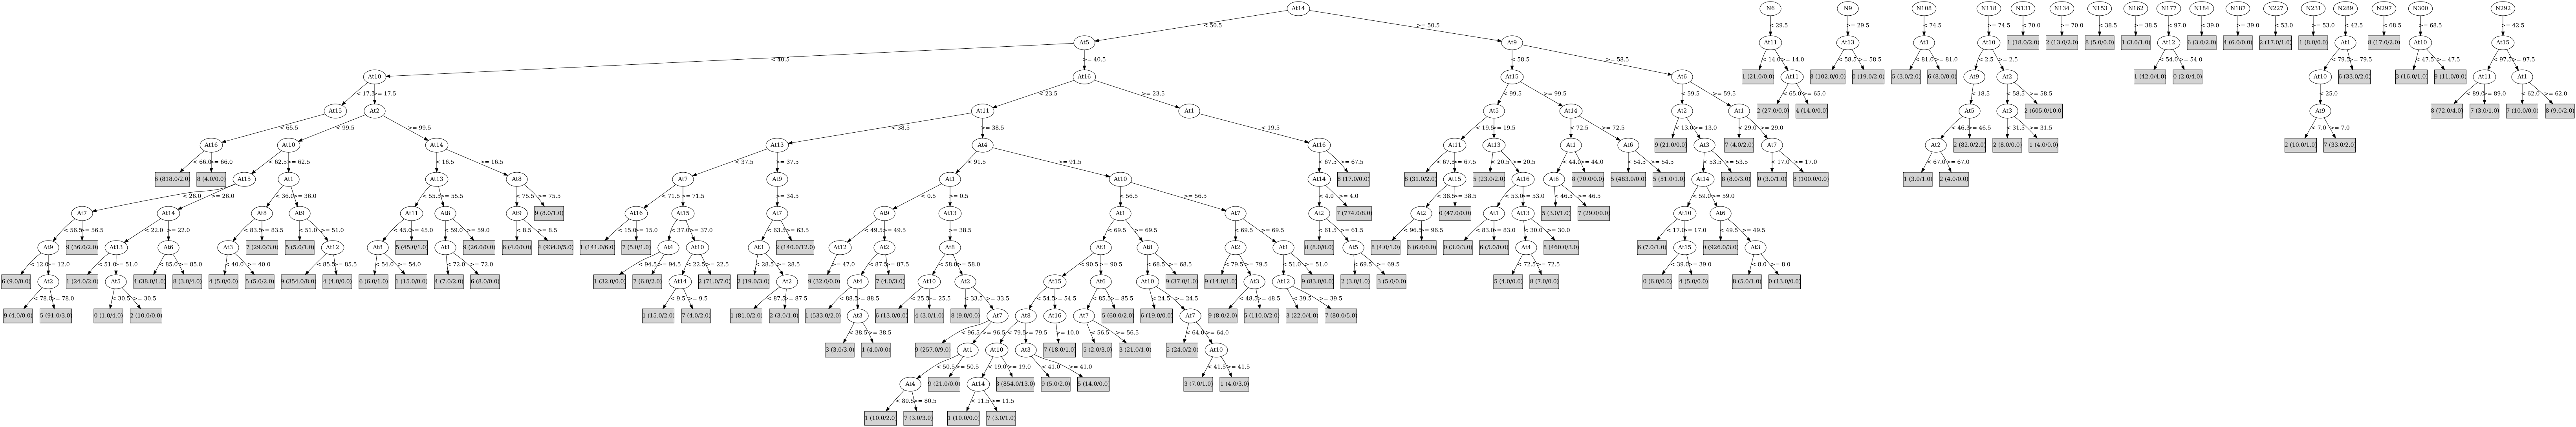 At14 N6 N9 N108 N118 N131 N134 N153 N162 N177 N184 N187 N227 N231 N289 N297 N300 N292
< 50.5 >= 50.5 < 29.5 >= 29.5 < 74.5 >= 74.5 < 70.0 >= 70.0 < 38.5 >= 38.5 < 97.0 < 39.0 >= 39.0 < 53.0 >= 53.0 < 42.5 < 68.5 >= 68.5 >= 42.5
At5 At9 At11 At13 At1 At10 1 (18.0/2.0) 2 (13.0/2.0) 8 (5.0/0.0) 1 (3.0/1.0) At12 6 (3.0/2.0) 4 (6.0/0.0) 2 (17.0/1.0) 1 (8.0/0.0) At1 8 (17.0/2.0) At10 At15
< 40.5 >= 40.5 < 58.5 >= 58.5 < 14.0 >= 14.0 < 58.5 >= 58.5 < 81.0 >= 81.0 < 2.5 >= 2.5 < 54.0 >= 54.0 < 79.5 >= 79.5 < 47.5 >= 47.5 < 97.5 >= 97.5
At10 At16 At15 At6 1 (21.0/0.0) At11 8 (102.0/0.0) 0 (19.0/2.0) 5 (3.0/2.0) 6 (8.0/0.0) At9 At2 1 (42.0/4.0) 0 (2.0/4.0) At10 6 (33.0/2.0) 3 (16.0/1.0) 9 (11.0/0.0) At11 At1
< 17.5 >= 17.5 < 23.5 >= 23.5 < 99.5 >= 99.5 < 59.5 >= 59.5 < 65.0 >= 65.0 < 18.5 < 58.5 >= 58.5 < 25.0 < 89.0 >= 89.0 < 62.0 >= 62.0
At15 At2 At11 At1 At5 At14 At2 At1 2 (27.0/0.0) 4 (14.0/0.0) At5 At3 2 (605.0/10.0) At9 8 (72.0/4.0) 7 (3.0/1.0) 7 (10.0/0.0) 8 (9.0/2.0)
< 65.5 < 99.5 >= 99.5 < 38.5 >= 38.5 < 19.5 < 19.5 >= 19.5 < 72.5 >= 72.5 < 13.0 >= 13.0 < 29.0 >= 29.0 < 46.5 >= 46.5 < 31.5 >= 31.5 < 7.0 >= 7.0
At16 At10 At14 At13 At4 At16 At11 At13 At1 At6 9 (21.0/0.0) At3 7 (4.0/2.0) At7 At2 2 (82.0/2.0) 2 (8.0/0.0) 1 (4.0/0.0) 2 (10.0/1.0) 7 (33.0/2.0)
< 66.0 >= 66.0 < 62.5 >= 62.5 < 16.5 >= 16.5 < 37.5 >= 37.5 < 91.5 >= 91.5 < 67.5 >= 67.5 < 67.5 >= 67.5 < 20.5 >= 20.5 < 44.0 >= 44.0 < 54.5 >= 54.5 < 53.5 >= 53.5 < 17.0 >= 17.0 < 67.0 >= 67.0
6 (818.0/2.0) 8 (4.0/0.0) At15 At1 At13 At8 At7 At9 At1 At10 At14 8 (17.0/0.0) 8 (31.0/2.0) At15 5 (23.0/2.0) At16 At6 8 (70.0/0.0) 5 (483.0/0.0) 5 (51.0/1.0) At14 8 (8.0/3.0) 0 (3.0/1.0) 8 (100.0/0.0) 1 (3.0/1.0) 2 (4.0/0.0)
< 26.0 >= 26.0 < 36.0 >= 36.0 < 55.5 >= 55.5 < 75.5 >= 75.5 < 71.5 >= 71.5 >= 34.5 < 0.5 >= 0.5 < 56.5 >= 56.5 < 4.0 >= 4.0 < 38.5 >= 38.5 < 53.0 >= 53.0 < 46.5 >= 46.5 < 59.0 >= 59.0
At7 At14 At8 At9 At11 At8 At9 9 (8.0/1.0) At16 At15 At7 At9 At13 At1 At7 At2 7 (774.0/8.0) At2 0 (47.0/0.0) At1 At13 5 (3.0/1.0) 7 (29.0/0.0) At10 At6
< 56.5 >= 56.5 < 22.0 >= 22.0 < 83.5 >= 83.5 < 51.0 >= 51.0 < 45.0 >= 45.0 < 59.0 >= 59.0 < 8.5 >= 8.5 < 15.0 >= 15.0 < 37.0 >= 37.0 < 63.5 >= 63.5 < 49.5 >= 49.5 >= 38.5 < 69.5 >= 69.5 < 69.5 >= 69.5 < 61.5 >= 61.5 < 96.5 >= 96.5 < 83.0 >= 83.0 < 30.0 >= 30.0 < 17.0 >= 17.0 < 49.5 >= 49.5
At9 9 (36.0/2.0) At13 At6 At3 7 (29.0/3.0) 5 (5.0/1.0) At12 At8 5 (45.0/1.0) At1 9 (26.0/0.0) 6 (4.0/0.0) 4 (934.0/5.0) 1 (141.0/6.0) 7 (5.0/1.0) At4 At10 At3 2 (140.0/12.0) At12 At2 At8 At3 At8 At2 At1 8 (8.0/0.0) At5 8 (4.0/1.0) 6 (6.0/0.0) 0 (3.0/3.0) 6 (5.0/0.0) At4 8 (460.0/3.0) 6 (7.0/1.0) At15 0 (926.0/3.0) At3
< 12.0 >= 12.0 < 51.0 >= 51.0 < 85.0 >= 85.0 < 40.0 >= 40.0 < 85.5 >= 85.5 < 54.0 >= 54.0 < 72.0 >= 72.0 < 94.5 >= 94.5 < 22.5 >= 22.5 < 28.5 >= 28.5 >= 47.0 < 87.5 >= 87.5 < 58.0 >= 58.0 < 90.5 >= 90.5 < 68.5 >= 68.5 < 79.5 >= 79.5 < 51.0 >= 51.0 < 69.5 >= 69.5 < 72.5 >= 72.5 < 39.0 >= 39.0 < 8.0 >= 8.0
6 (9.0/0.0) At2 1 (24.0/2.0) At5 4 (38.0/1.0) 8 (3.0/4.0) 4 (5.0/0.0) 5 (5.0/2.0) 9 (354.0/8.0) 4 (4.0/0.0) 6 (6.0/1.0) 1 (15.0/0.0) 4 (7.0/2.0) 6 (8.0/0.0) 1 (32.0/0.0) 7 (6.0/2.0) At14 2 (71.0/7.0) 2 (19.0/3.0) At2 9 (32.0/0.0) At4 7 (4.0/3.0) At10 At2 At15 At6 At10 9 (37.0/1.0) 9 (14.0/1.0) At3 At12 9 (83.0/0.0) 2 (3.0/1.0) 3 (5.0/0.0) 5 (4.0/0.0) 8 (7.0/0.0) 0 (6.0/0.0) 4 (5.0/0.0) 8 (5.0/1.0) 0 (13.0/0.0)
< 78.0 >= 78.0 < 30.5 >= 30.5 < 9.5 >= 9.5 < 87.5 >= 87.5 < 88.5 >= 88.5 < 25.5 >= 25.5 < 33.5 >= 33.5 < 54.5 >= 54.5 < 85.5 >= 85.5 < 24.5 >= 24.5 < 48.5 >= 48.5 < 39.5 >= 39.5
9 (4.0/0.0) 5 (91.0/3.0) 0 (1.0/4.0) 2 (10.0/0.0) 1 (15.0/2.0) 7 (4.0/2.0) 1 (81.0/2.0) 2 (3.0/1.0) 1 (533.0/2.0) At3 6 (13.0/0.0) 4 (3.0/1.0) 8 (9.0/0.0) At7 At8 At16 At7 5 (60.0/2.0) 6 (19.0/0.0) At7 9 (8.0/2.0) 5 (110.0/2.0) 3 (22.0/4.0) 7 (80.0/5.0)
< 38.5 >= 38.5 < 96.5 >= 96.5 < 79.5 >= 79.5 >= 10.0 < 56.5 >= 56.5 < 64.0 >= 64.0
3 (3.0/3.0) 1 (4.0/0.0) 9 (257.0/9.0) At1 At10 At3 7 (18.0/1.0) 5 (2.0/3.0) 3 (21.0/1.0) 5 (24.0/2.0) At10
< 50.5 >= 50.5 < 19.0 >= 19.0 < 41.0 >= 41.0 < 41.5 >= 41.5
At4 9 (21.0/0.0) At14 3 (854.0/13.0) 9 (5.0/2.0) 5 (14.0/0.0) 3 (7.0/1.0) 1 (4.0/3.0)
< 80.5 >= 80.5 < 11.5 >= 11.5
1 (10.0/2.0) 7 (3.0/3.0) 1 (10.0/0.0) 7 (3.0/1.0)